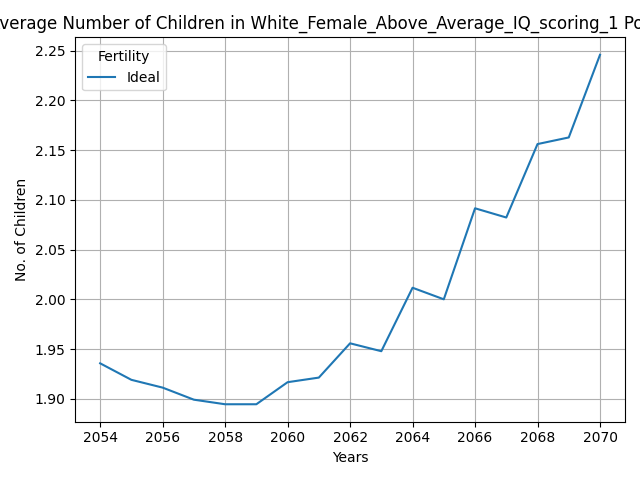 verage Number of Children in White_Female_Above_Average_IQ_scoring_1 Po
Fertility
Ideal
2.25
2.20
2.15
2.10
2.05
2.00
1.95
1.90
No. of Children
2054 2056 2058 2060 2062 2064 2066 2068 2070
Years